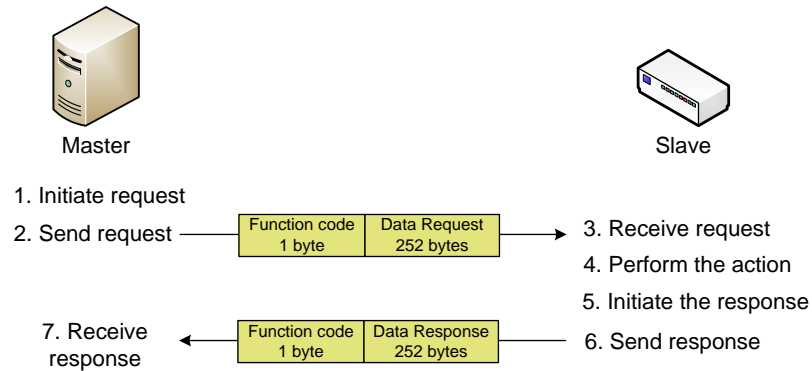 Master
Slave
1. Initiate request
2. Send request
Function code
1 byte
Data Request
252 bytes
3. Receive request
4. Perform the action
5. Initiate the response
6. Send response
Function code
1 byte
Data Response
252 bytes
7. Receive
response